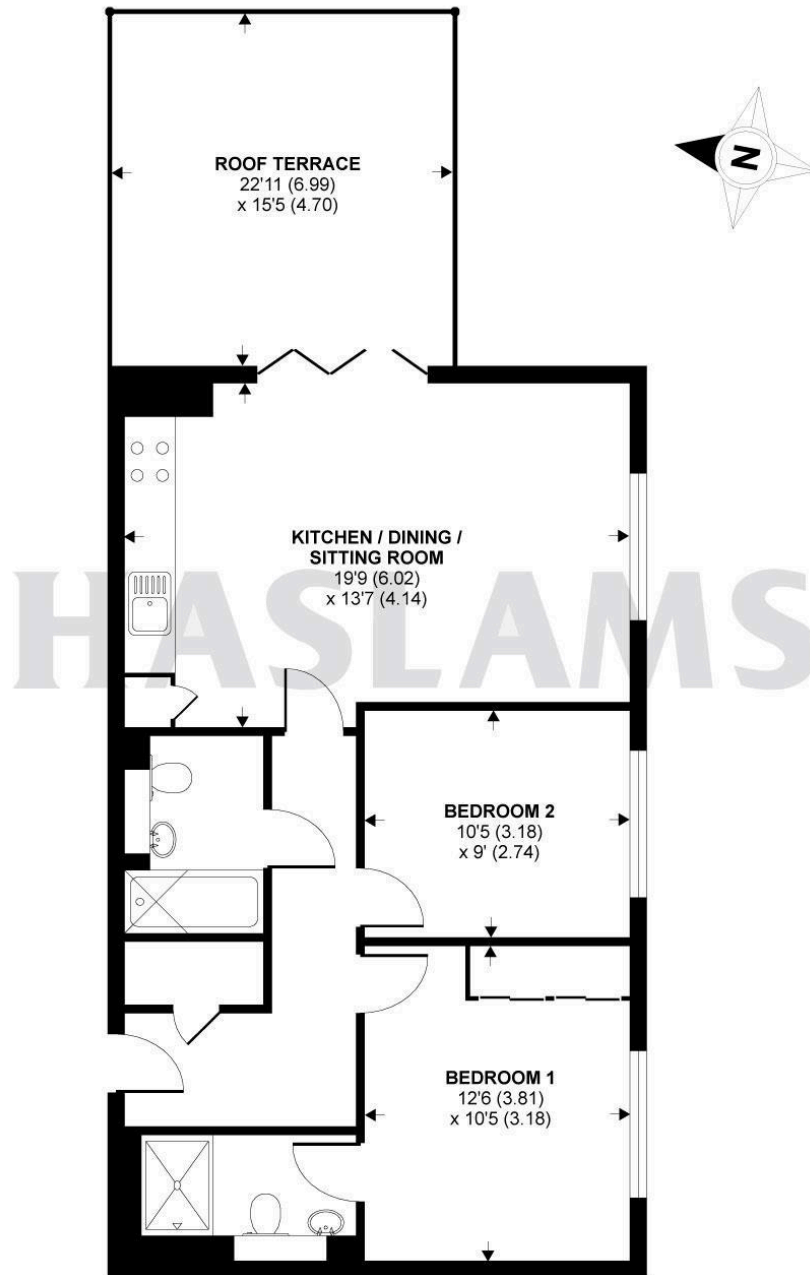 ROOF TERRACE
22'11 (6.99)
x 15'5 (4.70)
N
KITCHEN / DINING /
SITTING ROOM
19'9 (6.02)
x 13'7 (4.14)
HASLAMS
BEDROOM 2
10'5 (3.18)
x 9' (2.74)
BEDROOM 1
12'6 (3.81)
x 10'5 (3.18)